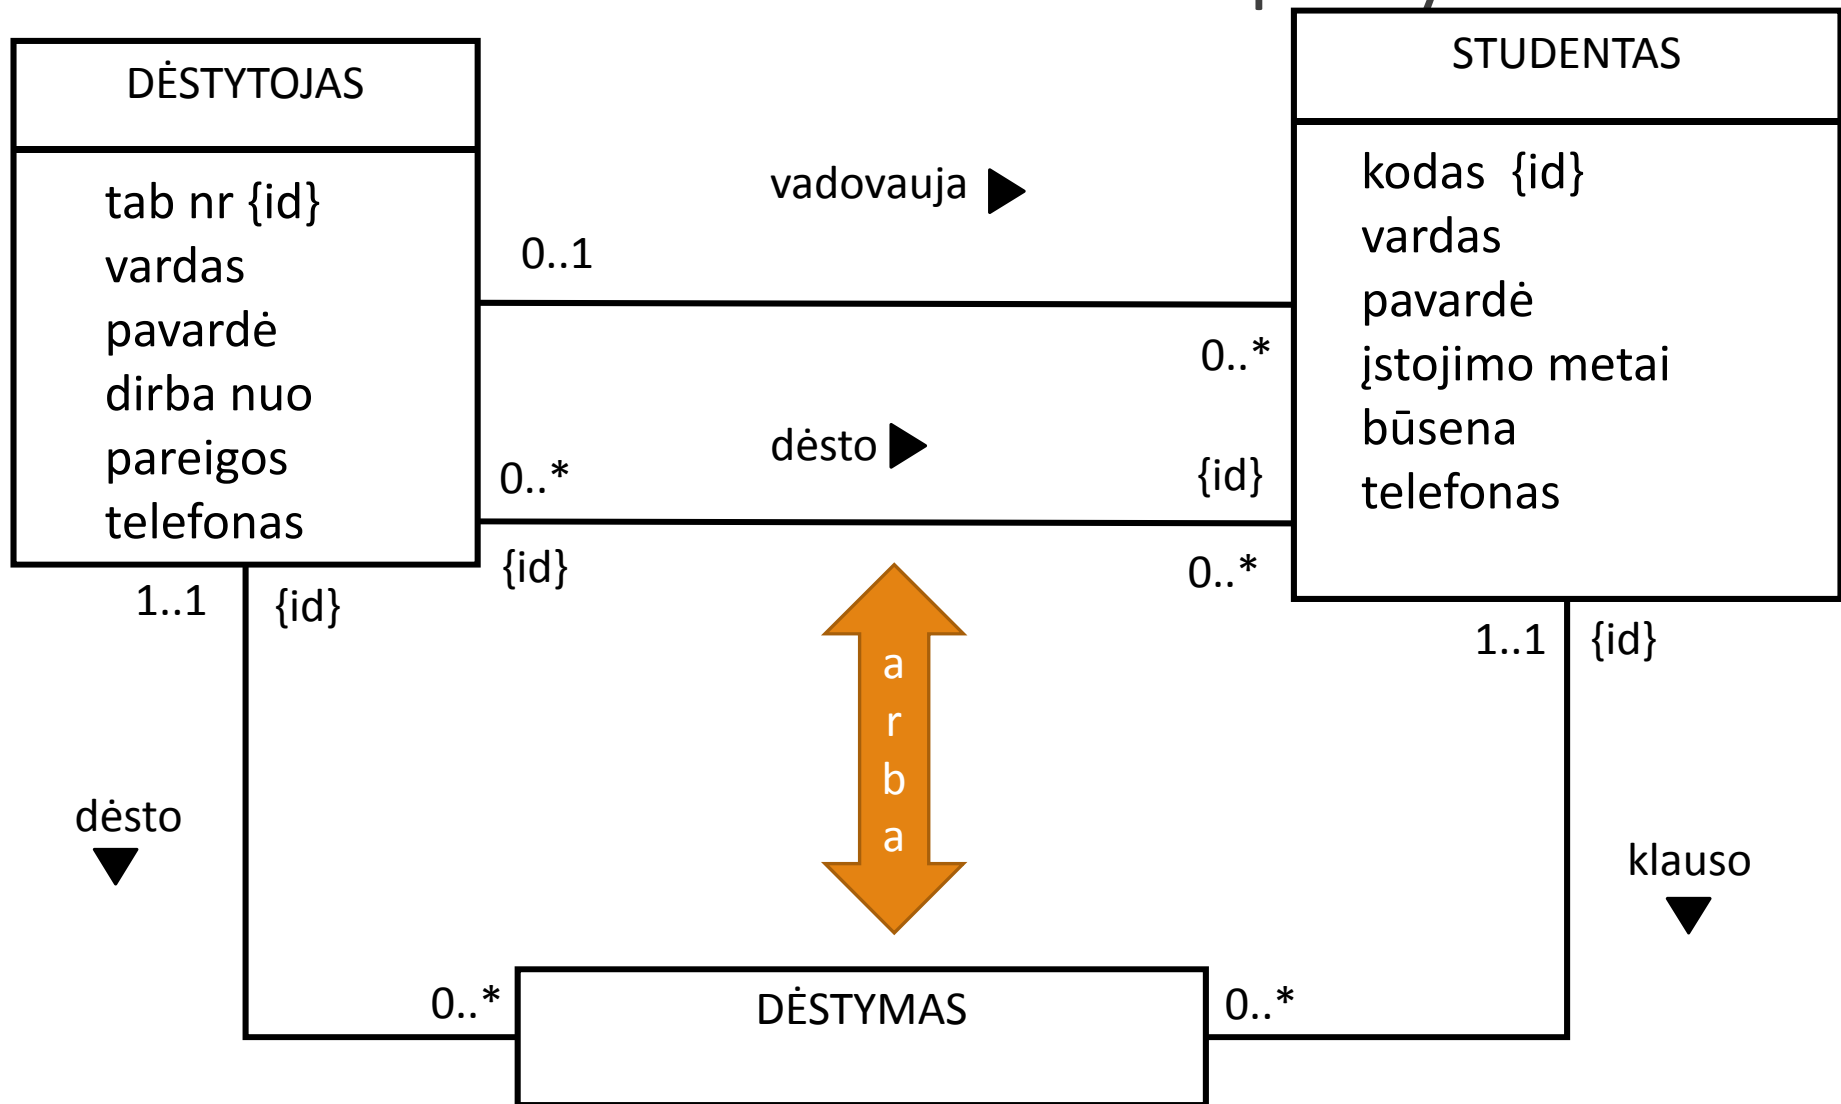 DĖSTYTOJAS
tab nr {id}
vardas
pavardė
dirba nuo
pareigos
telefonas
STUDENTAS
kodas {id}
vardas
pavardė
įstojimo metai
būsena
telefonas
vadovauja
0..1
0..*
dėsto
0..*
{id}
{id}
0..*
1..1
{id}
1..1
{id}
arba
dėsto
klauso
0..*
DĖSTYMAS
0..*